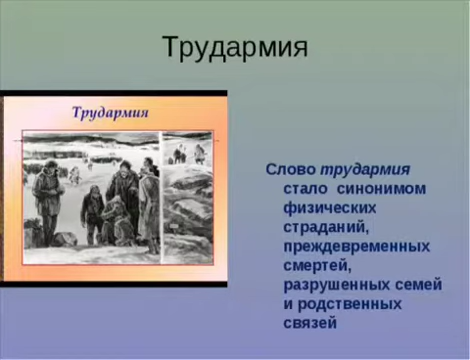 Трудармия
Трудармия
Слово трудармия
стало синонимом
физических
страданий,
преждевременных
смертей,
разрушенных семей
и родственных
связей